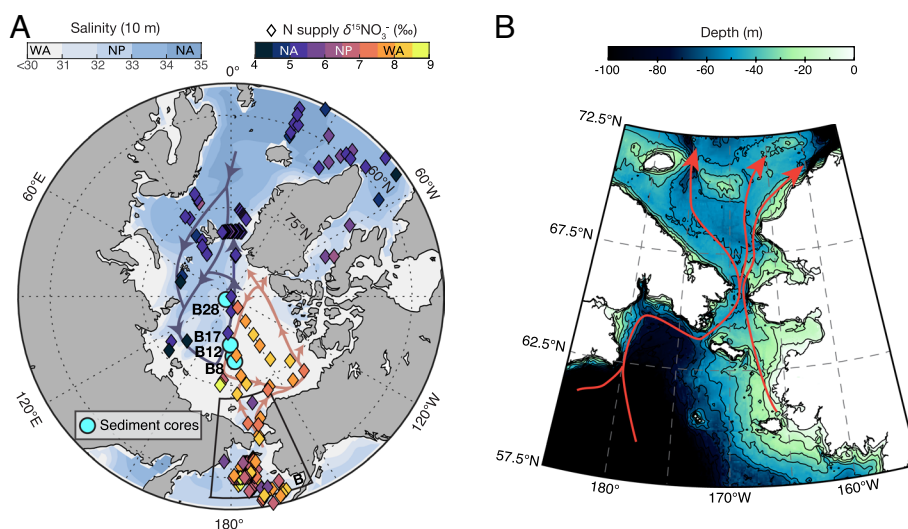 A
Salinity (10 m)
WA NP NA
<30 31 32 33 34 35
N supply δ¹⁵NO₃⁻ (‰)
NA NP WA
4 5 6 7 8 9
0°
60°E
60°W
60°N
75°N
B28
B17
B12
B8
120°E
120°W
Sediment cores
B
180°
B
Depth (m)
-100 -80 -60 -40 -20 0
72.5°N
67.5°N
62.5°N
57.5°N
180°
170°W
160°W